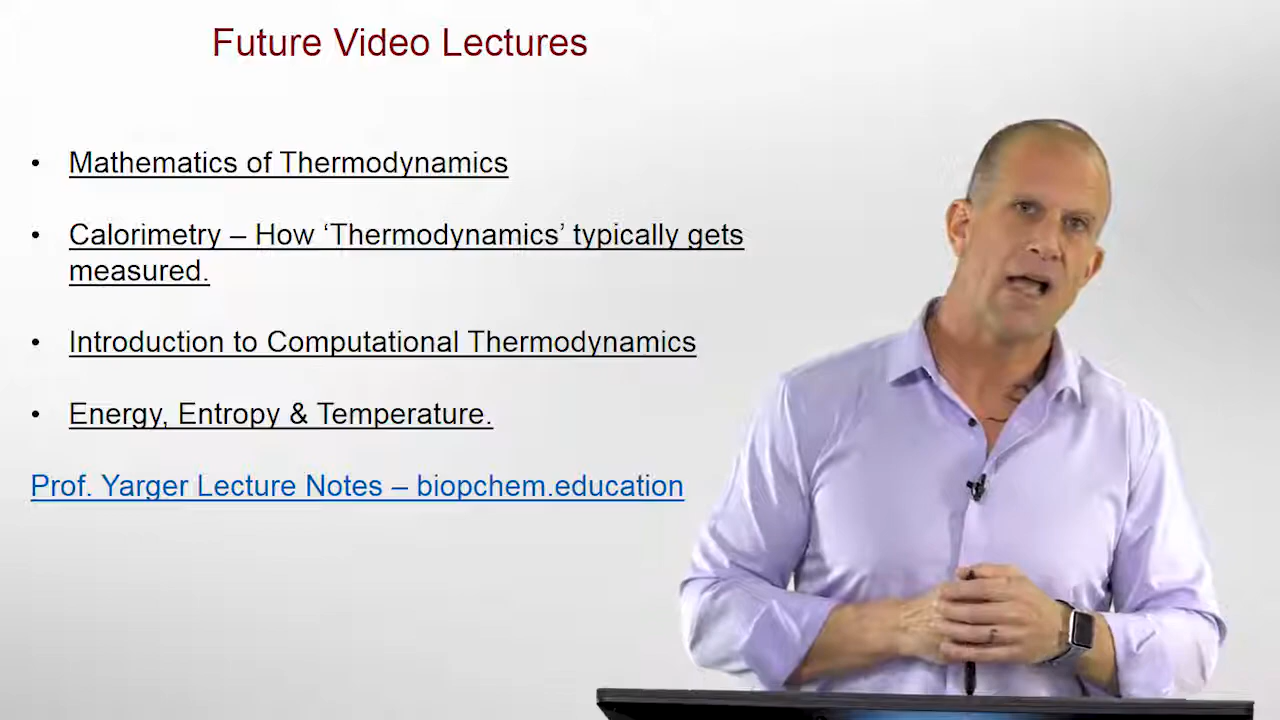 Future Video Lectures
• Mathematics of Thermodynamics
• Calorimetry – How ‘Thermodynamics’ typically gets
measured.
• Introduction to Computational Thermodynamics
• Energy, Entropy & Temperature.
Prof. Yarger Lecture Notes – biopchem.education